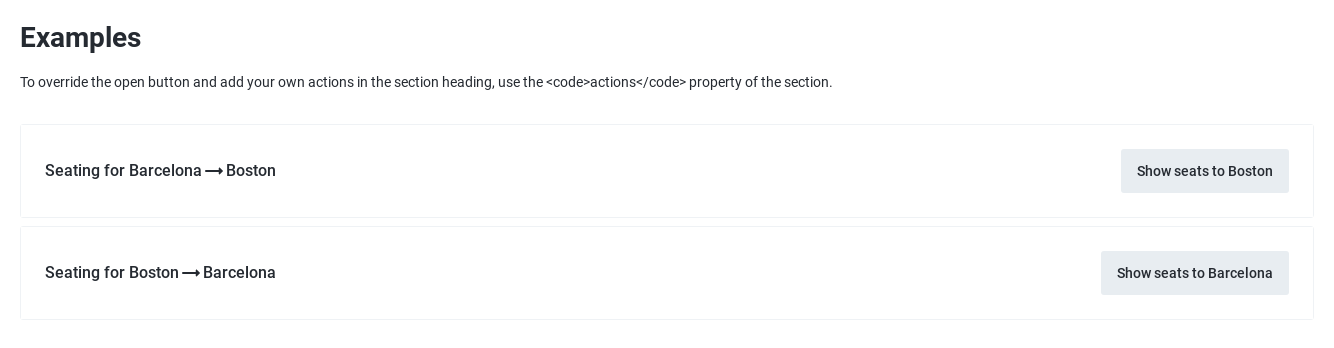 Examples
To override the open button and add your own actions in the section heading, use the <code>actions</code> property of the section.
Seating for Barcelona → Boston
Show seats to Boston
Seating for Boston → Barcelona
Show seats to Barcelona